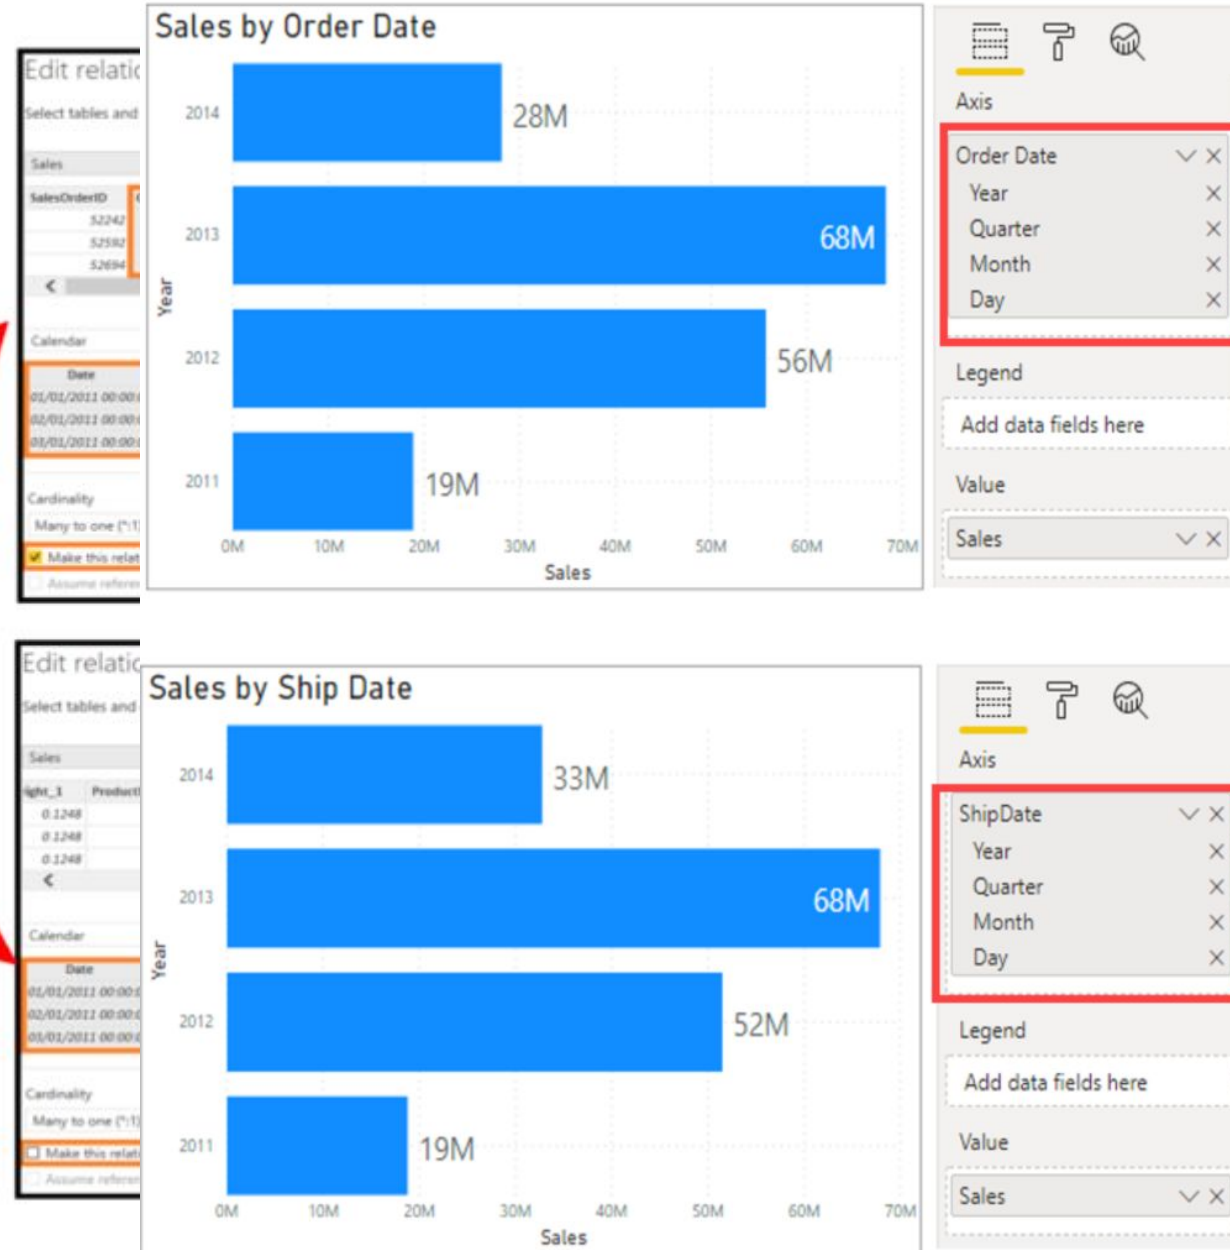 Edit relatio
Select tables and
Sales
SalesOrderID
52242
52592
52694
Calendar
Date
01/01/2011 00:00:0
02/01/2011 00:00:0
03/01/2011 00:00:0
Cardinality
Many to one (*:1)
Make this relat
Assume referen
Sales by Order Date
2014
28M
2013
68M
2012
56M
2011
19M
Year
0M 10M 20M 30M 40M 50M 60M 70M
Sales
Axis
Order Date
Year
Quarter
Month
Day
Legend
Add data fields here
Value
Sales
Edit relatio
Select tables and
Sales
ight_1 Product
0.1248
0.1248
0.1248
Calendar
Date
01/01/2011 00:00:0
02/01/2011 00:00:0
03/01/2011 00:00:0
Cardinality
Many to one (*:1)
Make this relati
Assume referen
Sales by Ship Date
2014
33M
2013
68M
2012
52M
2011
19M
Year
0M 10M 20M 30M 40M 50M 60M 70M
Sales
Axis
ShipDate
Year
Quarter
Month
Day
Legend
Add data fields here
Value
Sales